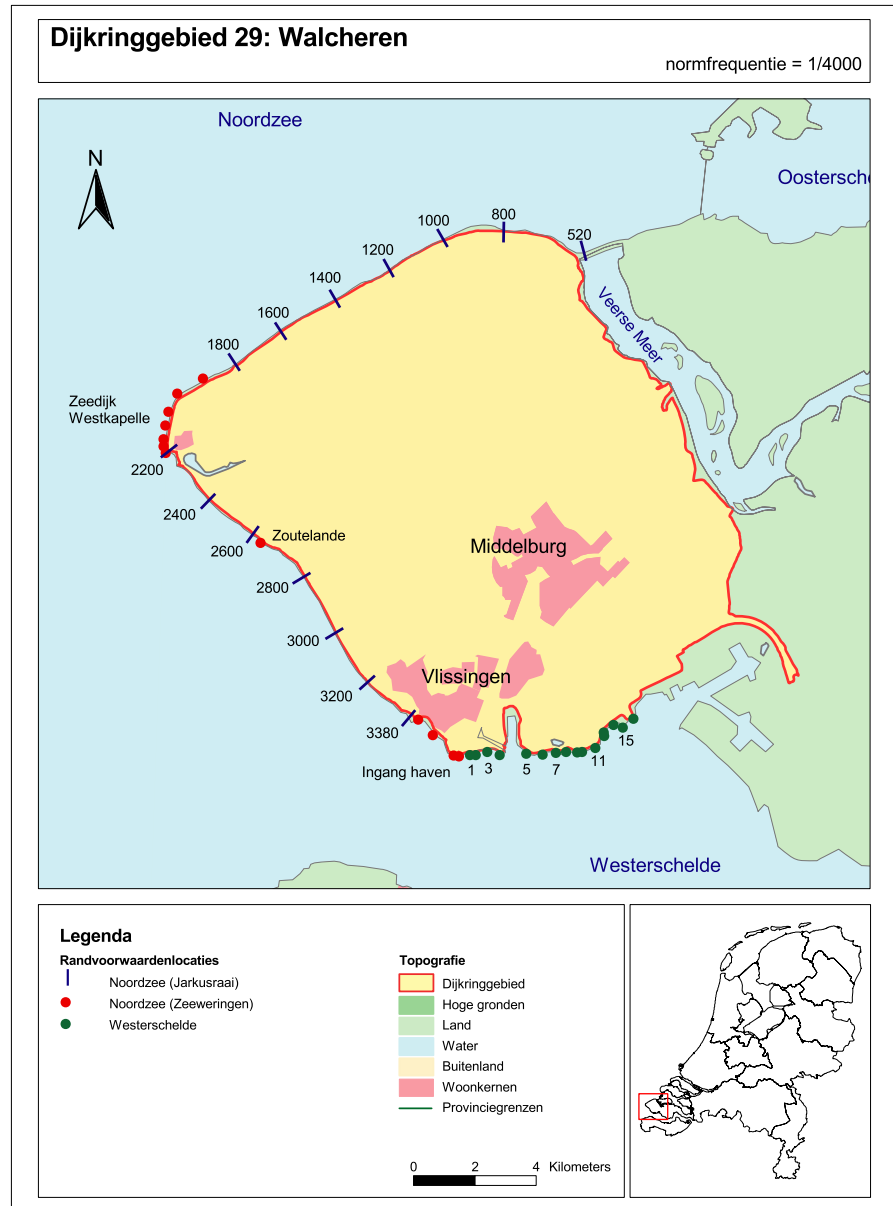 Dijkringgebied 29: Walcheren
normfrequentie = 1/4000
Noordzee
N
Oostersch
520
800
1000
1200
1400
1600
1800
Veerse Meer
Zeedijk
Westkapelle
2200
2400
2600
Zoutelande
2800
Middelburg
3000
3200
Vlissingen
3380
Ingang haven
1
3
5
7
11
15
Westerschelde
Legenda
Randvoorwaardenlocaties
Noordzee (Jarkusraai)
Noordzee (Zeeweringen)
Westerschelde
Topografie
Dijkringgebied
Hoge gronden
Land
Water
Buitenland
Woonkernen
Provinciegrenzen
0 2 4 Kilometers